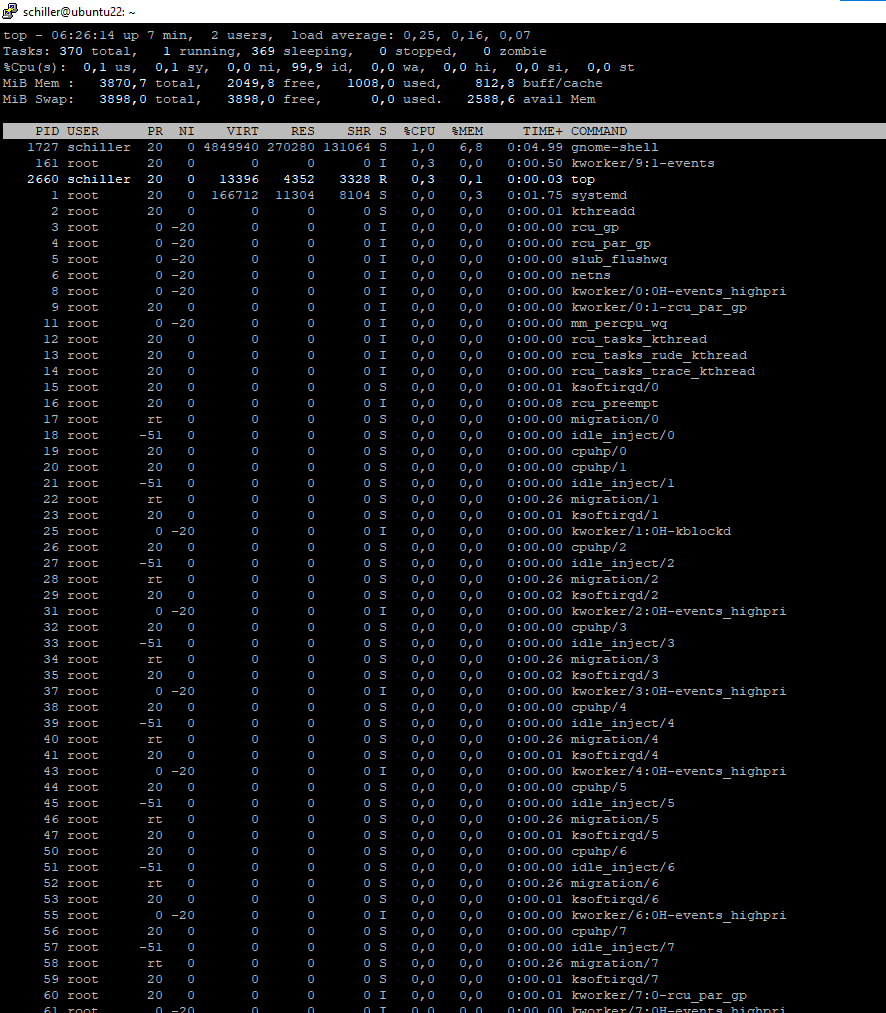 schiller@ubuntu22: ~
top - 06:26:14 up 7 min,  2 users,  load average: 0,25, 0,16, 0,07
Tasks: 370 total,   1 running, 369 sleeping,   0 stopped,   0 zombie
%Cpu(s):  0,1 us,  0,1 sy,  0,0 ni, 99,9 id,  0,0 wa,  0,0 hi,  0,0 si,  0,0 st
MiB Mem :   3870,7 total,   2049,8 free,   1008,0 used,    812,8 buff/cache
MiB Swap:   3898,0 total,   3898,0 free,      0,0 used.   2588,6 avail Mem
PID USER      PR  NI    VIRT    RES    SHR S  %CPU  %MEM     TIME+ COMMAND
1727 schiller  20   0 4849940 270280 131064 S   1,0   6,8   0:04.99 gnome-shell
161 root      20   0       0      0      0 I   0,3   0,0   0:00.50 kworker/9:1-events
2660 schiller  20   0   13396   4352   3328 R   0,3   0,1   0:00.03 top
1 root      20   0  166712  11304   8104 S   0,0   0,3   0:01.75 systemd
2 root      20   0       0      0      0 S   0,0   0,0   0:00.01 kthreadd
3 root       0 -20       0      0      0 I   0,0   0,0   0:00.00 rcu_gp
4 root       0 -20       0      0      0 I   0,0   0,0   0:00.00 rcu_par_gp
5 root       0 -20       0      0      0 I   0,0   0,0   0:00.00 slub_flushwq
6 root       0 -20       0      0      0 I   0,0   0,0   0:00.00 netns
8 root       0 -20       0      0      0 I   0,0   0,0   0:00.00 kworker/0:0H-events_highpri
9 root      20   0       0      0      0 I   0,0   0,0   0:00.00 kworker/0:1-rcu_par_gp
11 root       0 -20       0      0      0 I   0,0   0,0   0:00.00 mm_percpu_wq
12 root      20   0       0      0      0 I   0,0   0,0   0:00.00 rcu_tasks_kthread
13 root      20   0       0      0      0 I   0,0   0,0   0:00.00 rcu_tasks_rude_kthread
14 root      20   0       0      0      0 I   0,0   0,0   0:00.00 rcu_tasks_trace_kthread
15 root      20   0       0      0      0 S   0,0   0,0   0:00.01 ksoftirqd/0
16 root      20   0       0      0      0 I   0,0   0,0   0:00.08 rcu_preempt
17 root      rt   0       0      0      0 S   0,0   0,0   0:00.00 migration/0
18 root     -51   0       0      0      0 S   0,0   0,0   0:00.00 idle_inject/0
19 root      20   0       0      0      0 S   0,0   0,0   0:00.00 cpuhp/0
20 root      20   0       0      0      0 S   0,0   0,0   0:00.00 cpuhp/1
21 root     -51   0       0      0      0 S   0,0   0,0   0:00.00 idle_inject/1
22 root      rt   0       0      0      0 S   0,0   0,0   0:00.26 migration/1
23 root      20   0       0      0      0 S   0,0   0,0   0:00.01 ksoftirqd/1
25 root       0 -20       0      0      0 I   0,0   0,0   0:00.00 kworker/1:0H-kblockd
26 root      20   0       0      0      0 S   0,0   0,0   0:00.00 cpuhp/2
27 root     -51   0       0      0      0 S   0,0   0,0   0:00.00 idle_inject/2
28 root      rt   0       0      0      0 S   0,0   0,0   0:00.26 migration/2
29 root      20   0       0      0      0 S   0,0   0,0   0:00.02 ksoftirqd/2
31 root       0 -20       0      0      0 I   0,0   0,0   0:00.00 kworker/2:0H-events_highpri
32 root      20   0       0      0      0 S   0,0   0,0   0:00.00 cpuhp/3
33 root     -51   0       0      0      0 S   0,0   0,0   0:00.00 idle_inject/3
34 root      rt   0       0      0      0 S   0,0   0,0   0:00.26 migration/3
35 root      20   0       0      0      0 S   0,0   0,0   0:00.02 ksoftirqd/3
37 root       0 -20       0      0      0 I   0,0   0,0   0:00.00 kworker/3:0H-events_highpri
38 root      20   0       0      0      0 S   0,0   0,0   0:00.00 cpuhp/4
39 root     -51   0       0      0      0 S   0,0   0,0   0:00.00 idle_inject/4
40 root      rt   0       0      0      0 S   0,0   0,0   0:00.26 migration/4
41 root      20   0       0      0      0 S   0,0   0,0   0:00.01 ksoftirqd/4
43 root       0 -20       0      0      0 I   0,0   0,0   0:00.00 kworker/4:0H-events_highpri
44 root      20   0       0      0      0 S   0,0   0,0   0:00.00 cpuhp/5
45 root     -51   0       0      0      0 S   0,0   0,0   0:00.00 idle_inject/5
46 root      rt   0       0      0      0 S   0,0   0,0   0:00.26 migration/5
47 root      20   0       0      0      0 S   0,0   0,0   0:00.01 ksoftirqd/5
50 root      20   0       0      0      0 S   0,0   0,0   0:00.00 cpuhp/6
51 root     -51   0       0      0      0 S   0,0   0,0   0:00.00 idle_inject/6
52 root      rt   0       0      0      0 S   0,0   0,0   0:00.26 migration/6
53 root      20   0       0      0      0 S   0,0   0,0   0:00.01 ksoftirqd/6
55 root       0 -20       0      0      0 I   0,0   0,0   0:00.00 kworker/6:0H-events_highpri
56 root      20   0       0      0      0 S   0,0   0,0   0:00.00 cpuhp/7
57 root     -51   0       0      0      0 S   0,0   0,0   0:00.00 idle_inject/7
58 root      rt   0       0      0      0 S   0,0   0,0   0:00.26 migration/7
59 root      20   0       0      0      0 S   0,0   0,0   0:00.01 ksoftirqd/7
60 root      20   0       0      0      0 I   0,0   0,0   0:00.01 kworker/7:0-rcu_par_gp
61 root       0 -20       0      0      0 I   0,0   0,0   0:00.00 kworker/7:0H-events_highpri